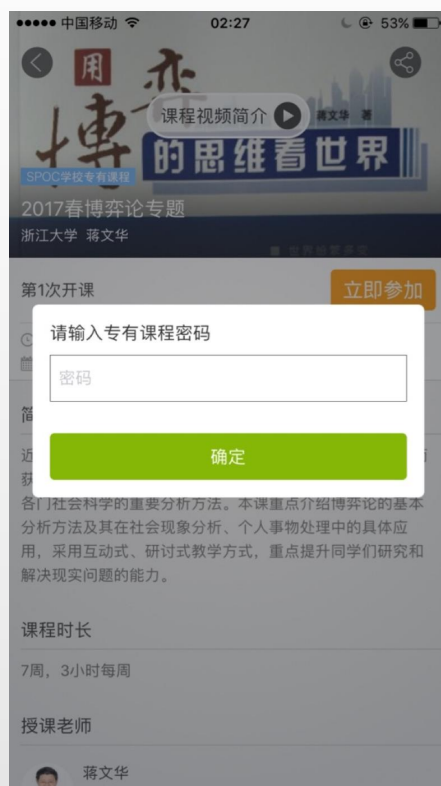 中国移动 02:27 53%
用
博弈
课程视频简介
蒋文华 著
的思维看世界
SPOC学校专有课程
2017春博弈论专题
浙江大学 蒋文华
第1次开课
立即参加
请输入专有课程密码
密码
确定
简
近
获
各门社会科学的重要分析方法。本课重点介绍博弈论的基本
分析方法及其在社会现象分析、个人事物处理中的具体应
用，采用互动式、研讨式教学方式，重点提升同学们研究和
解决现实问题的能力。
课程时长
7周，3小时每周
授课老师
蒋文华